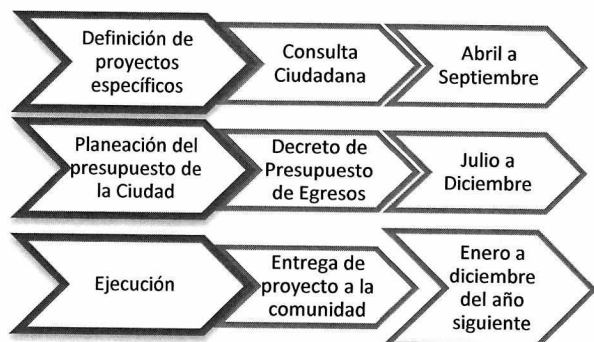 Definición de
proyectos
específicos
Consulta
Ciudadana
Abril a
Septiembre
Planeación del
presupuesto de
la Ciudad
Decreto de
Presupuesto
de Egresos
Julio a
Diciembre
Ejecución
Entrega de
proyecto a la
comunidad
Enero a
diciembre
del año
siguiente